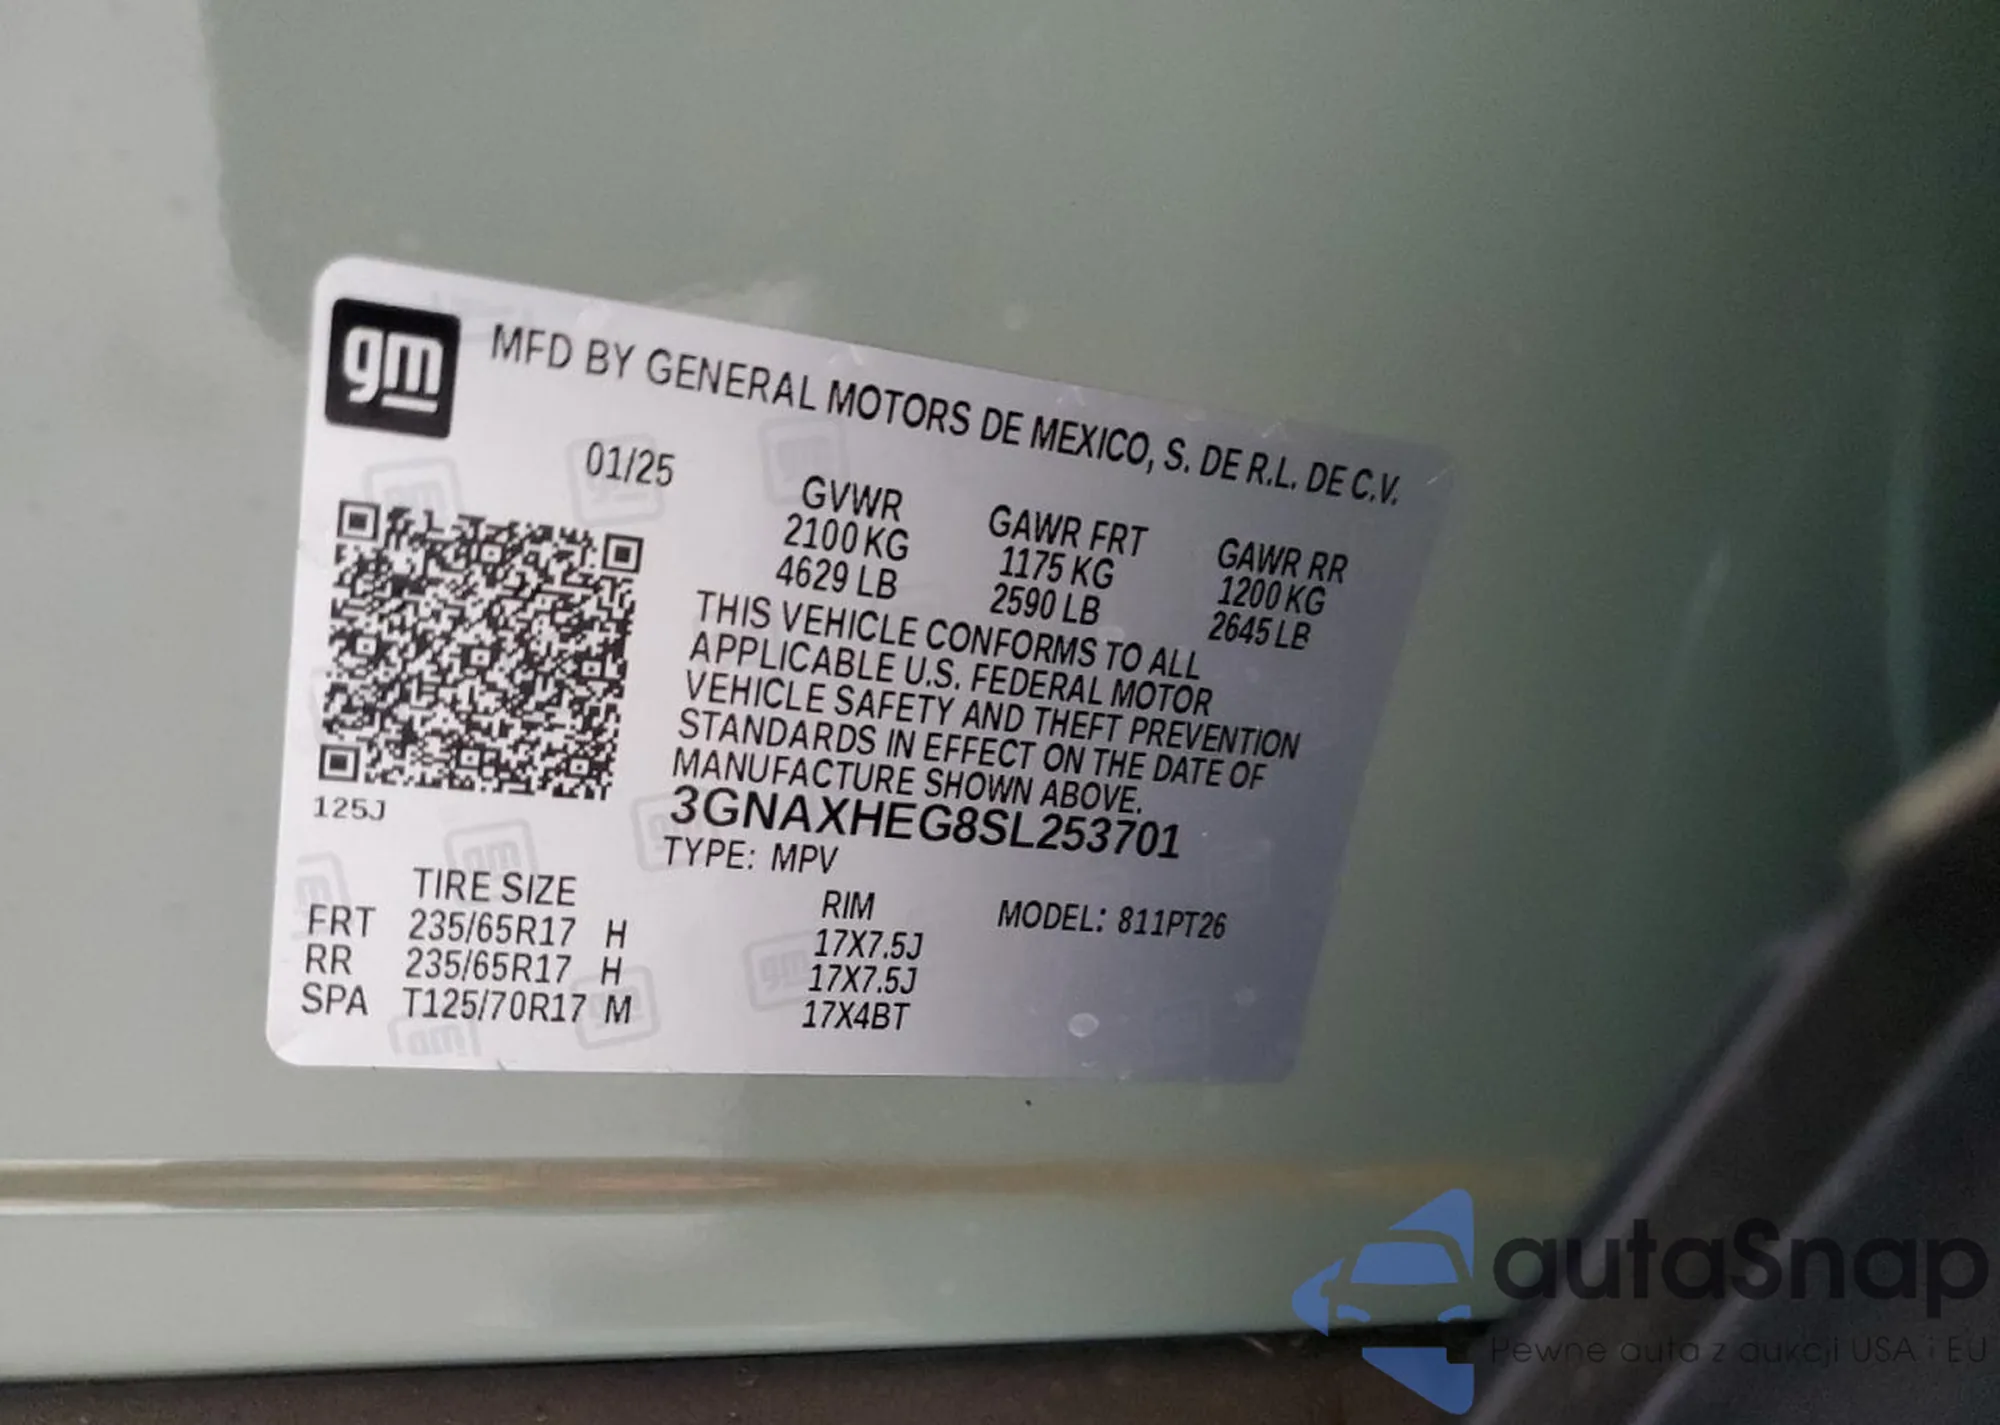 gm
MFD BY GENERAL MOTORS DE MEXICO, S. DE R.L. DE C.V.
01/25
GVWR GAWR FRT GAWR RR
2100 KG 1175 KG 1200 KG
4629 LB 2590 LB 2645 LB
THIS VEHICLE CONFORMS TO ALL
APPLICABLE U.S. FEDERAL MOTOR
VEHICLE SAFETY AND THEFT PREVENTION
STANDARDS IN EFFECT ON THE DATE OF
MANUFACTURE SHOWN ABOVE.
3GNAXHEG8SL253701
125J
TYPE: MPV
TIRE SIZE RIM MODEL: 811PT26
FRT 235/65R17 H 17X7.5J
RR 235/65R17 H 17X7.5J
SPA T125/70R17 M 17X4BT
autaSnap
Pewne auta z aukcji USA i EU